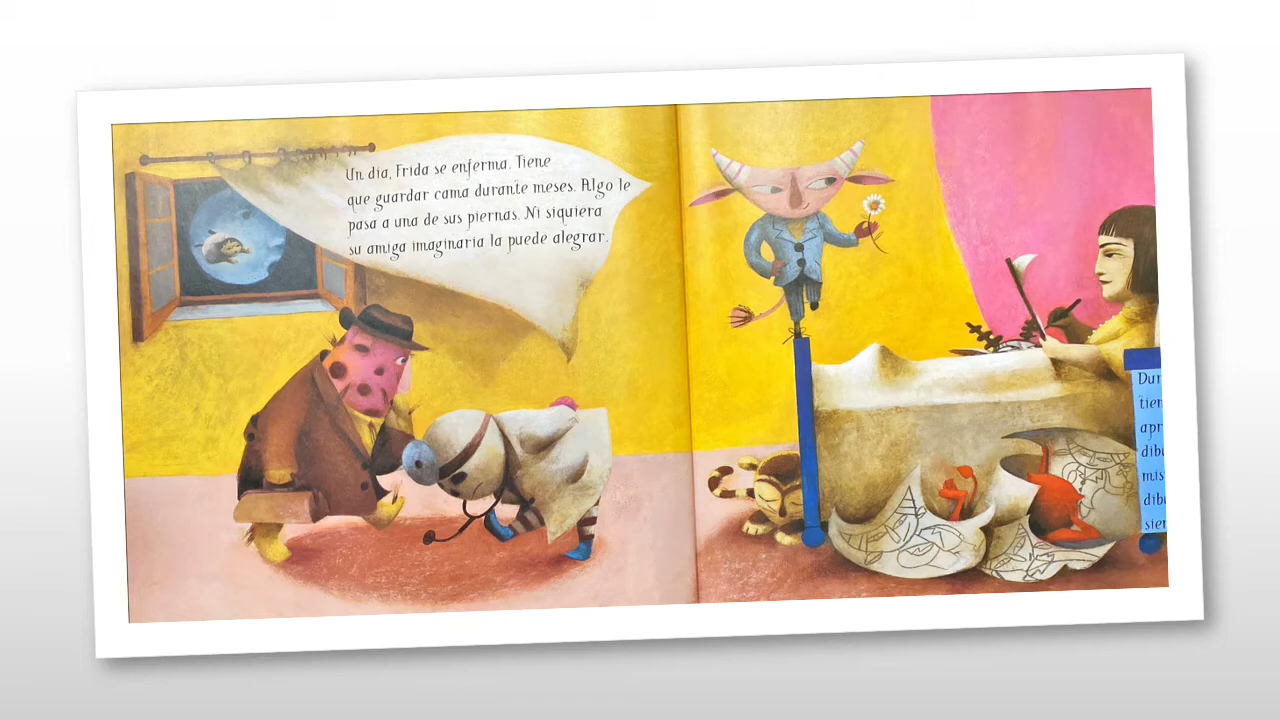 Un día, Frida se enferma. Tiene
que guardar cama durante meses. Algo le
pasa a una de sus piernas. Ni siquiera
su amiga imaginaria la puede alegrar.